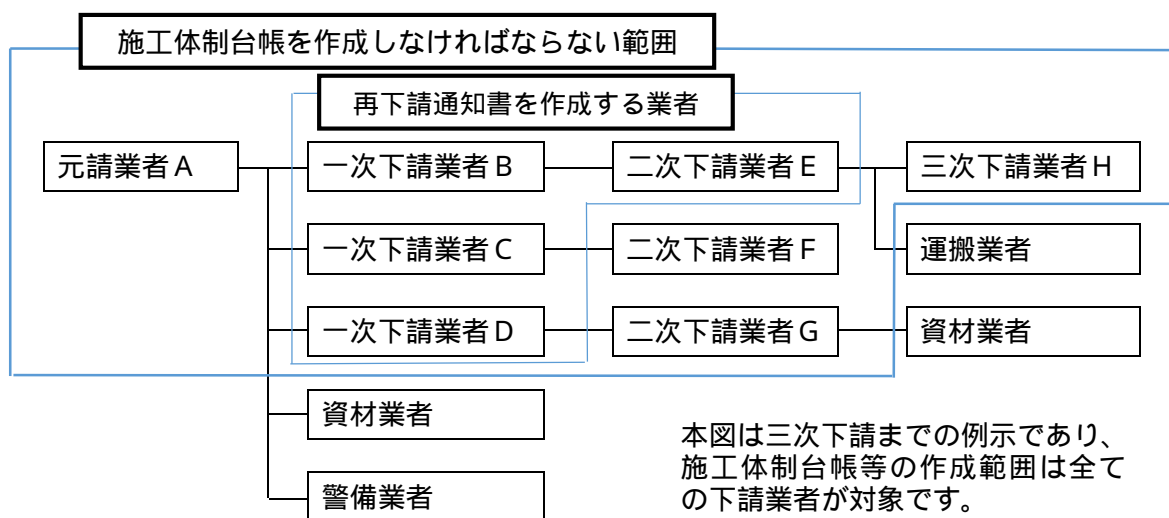 施工体制台帳を作成しなければならない範囲
再下請通知書を作成する業者
元請業者A
一次下請業者B
二次下請業者E
三次下請業者H
一次下請業者C
二次下請業者F
運搬業者
一次下請業者D
二次下請業者G
資材業者
資材業者
警備業者
本図は三次下請までの例示であり、
施工体制台帳等の作成範囲は全て
の下請業者が対象です。